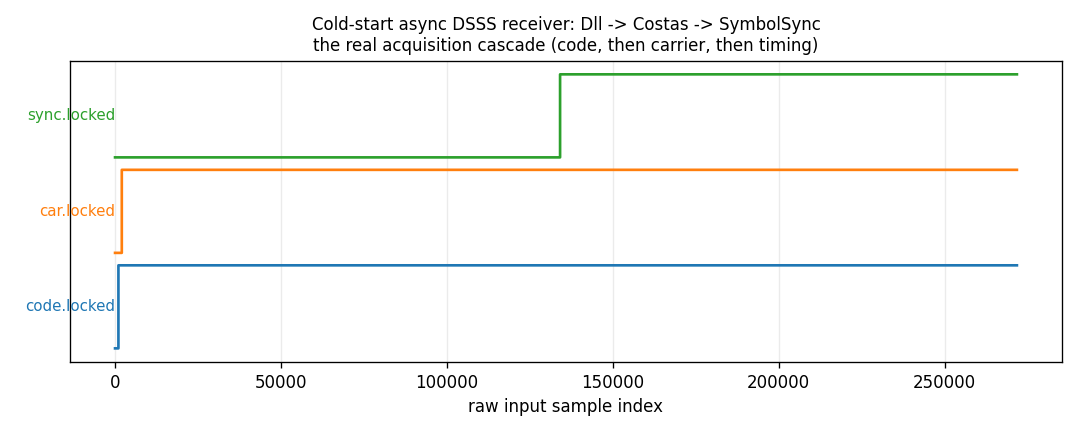 Cold-start async DSSS receiver: Dll -> Costas -> SymbolSync
the real acquisition cascade (code, then carrier, then timing)
sync.locked
car.locked
code.locked
0 50000 100000 150000 200000 250000
raw input sample index